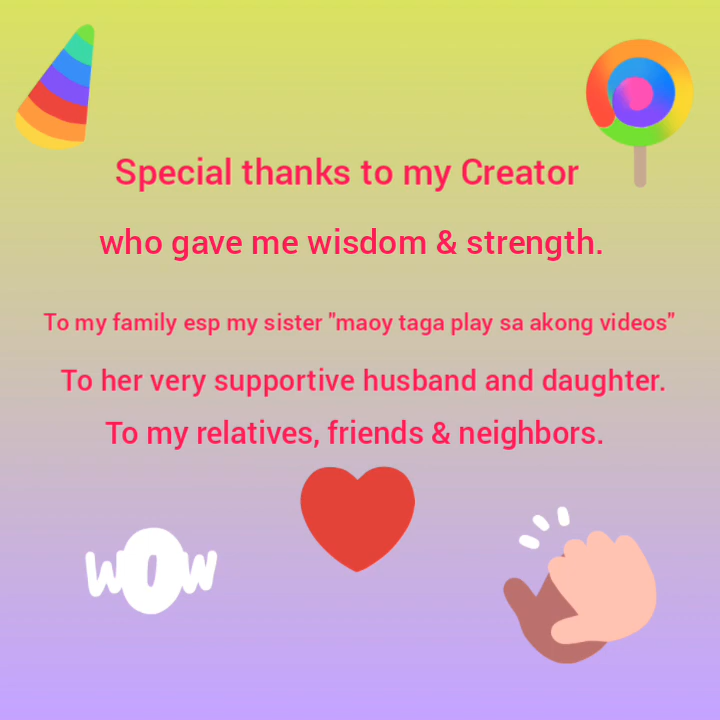 Special thanks to my Creator
who gave me wisdom & strength.
To my family esp my sister "maoy taga play sa akong videos"
To her very supportive husband and daughter.
To my relatives, friends & neighbors.
WOW